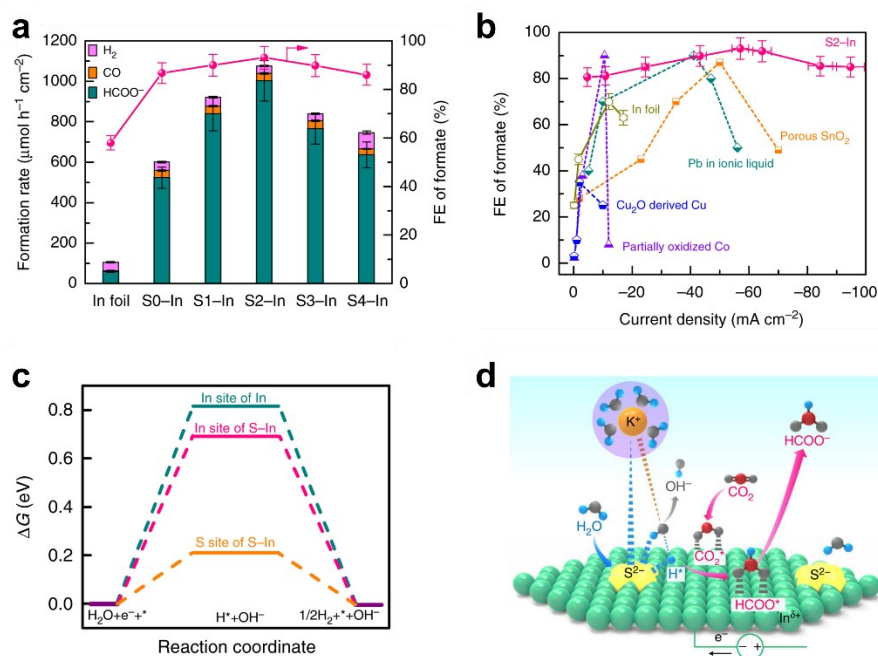 a
H₂
CO
HCOO⁻
Formation rate (μmol h⁻¹ cm⁻²)
1200
1000
800
600
400
200
0
100
80
60
40
20
0
FE of formate (%)
In foil S0–In S1–In S2–In S3–In S4–In
b
FE of formate (%)
100
80
60
40
20
0
S2–In
In foil
Porous SnO₂
Pb in ionic liquid
Cu₂O derived Cu
Partially oxidized Co
0 –20 –40 –60 –80 –100
Current density (mA cm⁻²)
c
ΔG (eV)
0.8
0.6
0.4
0.2
0.0
In site of In
In site of S–In
S site of S–In
H₂O+e⁻+* H*+OH⁻ 1/2H₂+*+OH⁻
Reaction coordinate
d
K⁺
HCOO⁻
OH⁻
CO₂
H₂O
CO₂*
S²⁻
H*
S²⁻
HCOO*
In^δ+
e⁻
– +